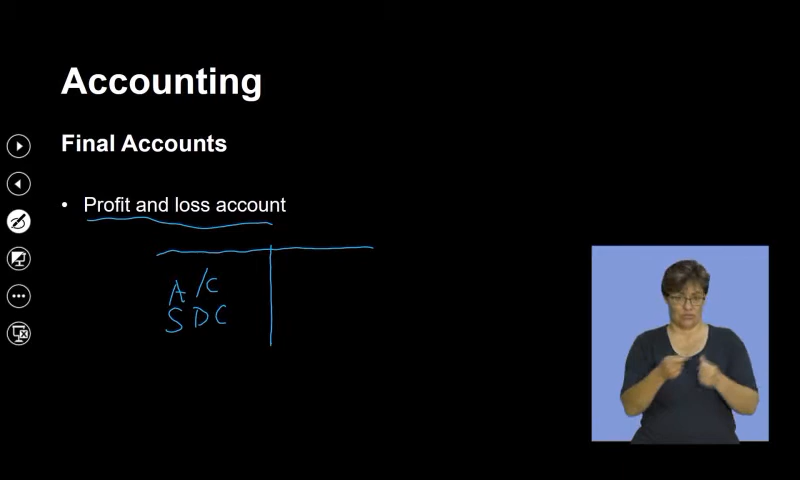 Accounting
Final Accounts
• Profit and loss account
A/C
SDC